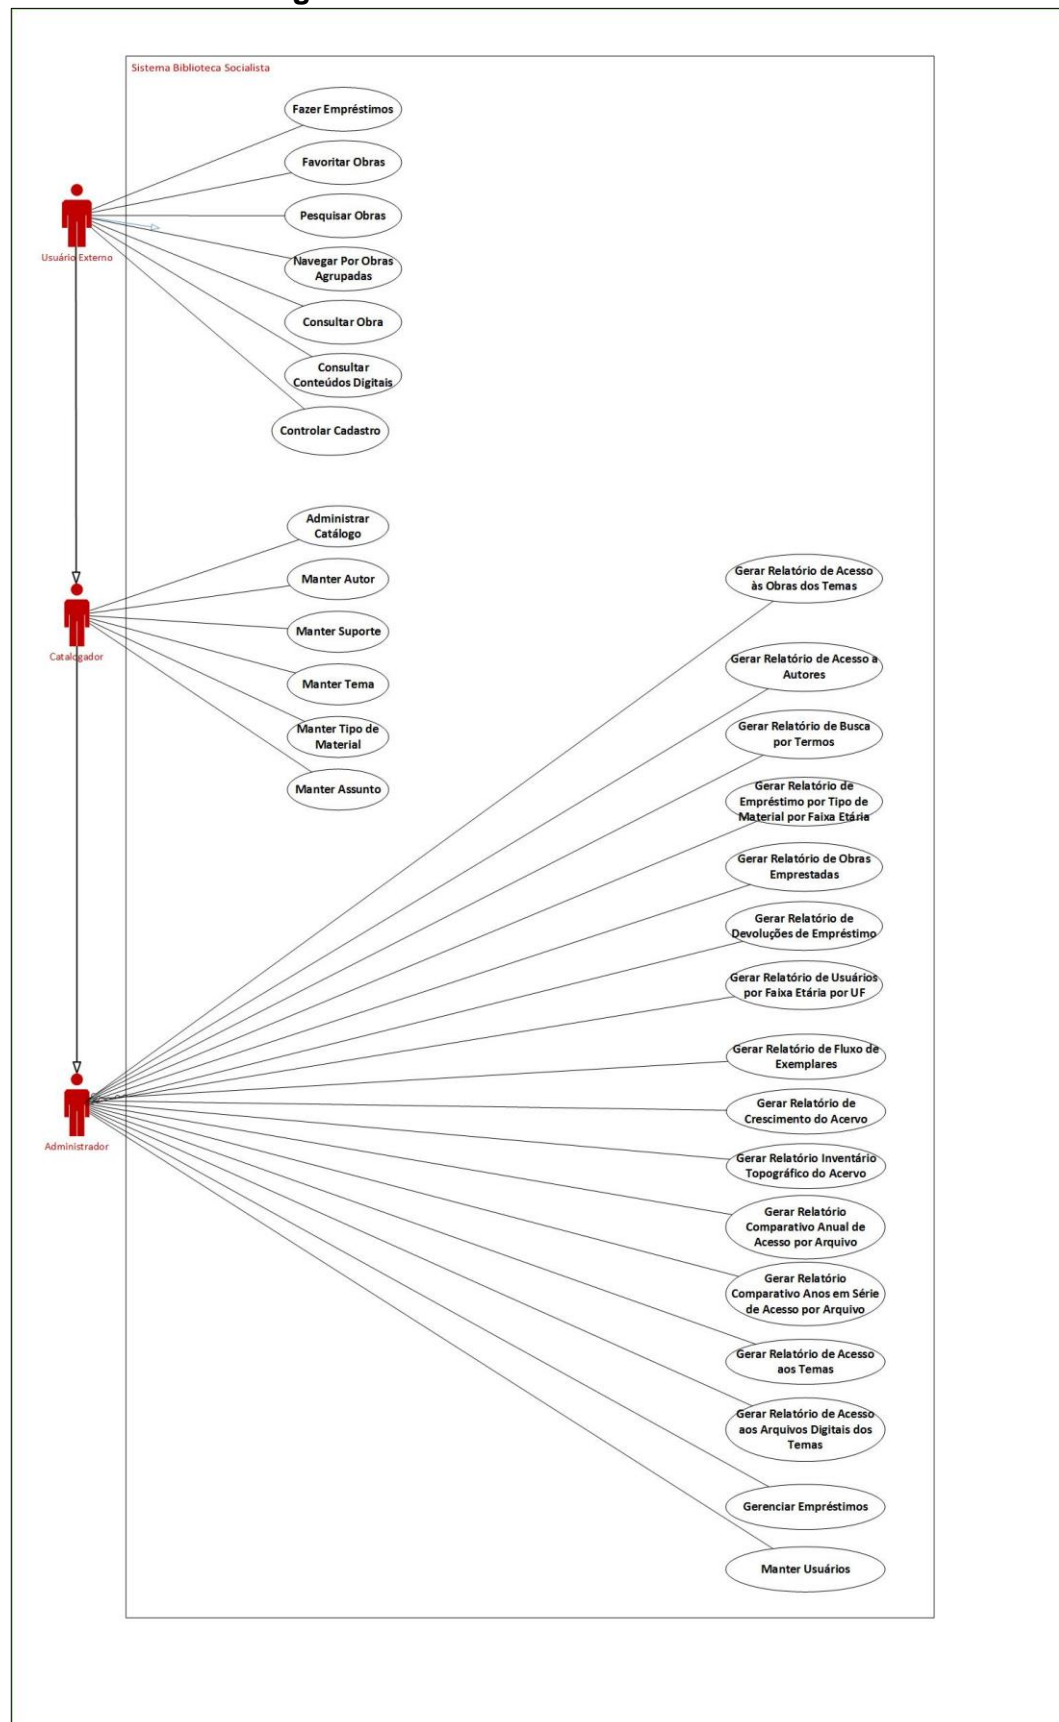 Sistema Biblioteca Socialista
Fazer Empréstimos
Favoritar Obras
Pesquisar Obras
Usuário Externo
Navegar Por Obras
Agrupadas
Consultar Obra
Consultar
Conteúdos Digitais
Controlar Cadastro
Administrar
Catálogo
Manter Autor
Manter Suporte
Catalogador
Manter Tema
Manter Tipo de
Material
Manter Assunto
Gerar Relatório de Acesso
às Obras dos Temas
Gerar Relatório de Acesso a
Autores
Gerar Relatório de Busca
por Termos
Gerar Relatório de
Empréstimo por Tipo de
Material por Faixa Etária
Gerar Relatório de Obras
Emprestadas
Gerar Relatório de
Devoluções de Empréstimo
Gerar Relatório de Usuários
por Faixa Etária por UF
Gerar Relatório de Fluxo de
Exemplares
Gerar Relatório de
Crescimento do Acervo
Administrador
Gerar Relatório Inventário
Topográfico do Acervo
Gerar Relatório
Comparativo Anual de
Acesso por Arquivo
Gerar Relatório
Comparativo Anos em Série
de Acesso por Arquivo
Gerar Relatório de Acesso
aos Temas
Gerar Relatório de Acesso
aos Arquivos Digitais dos
Temas
Gerenciar Empréstimos
Manter Usuários